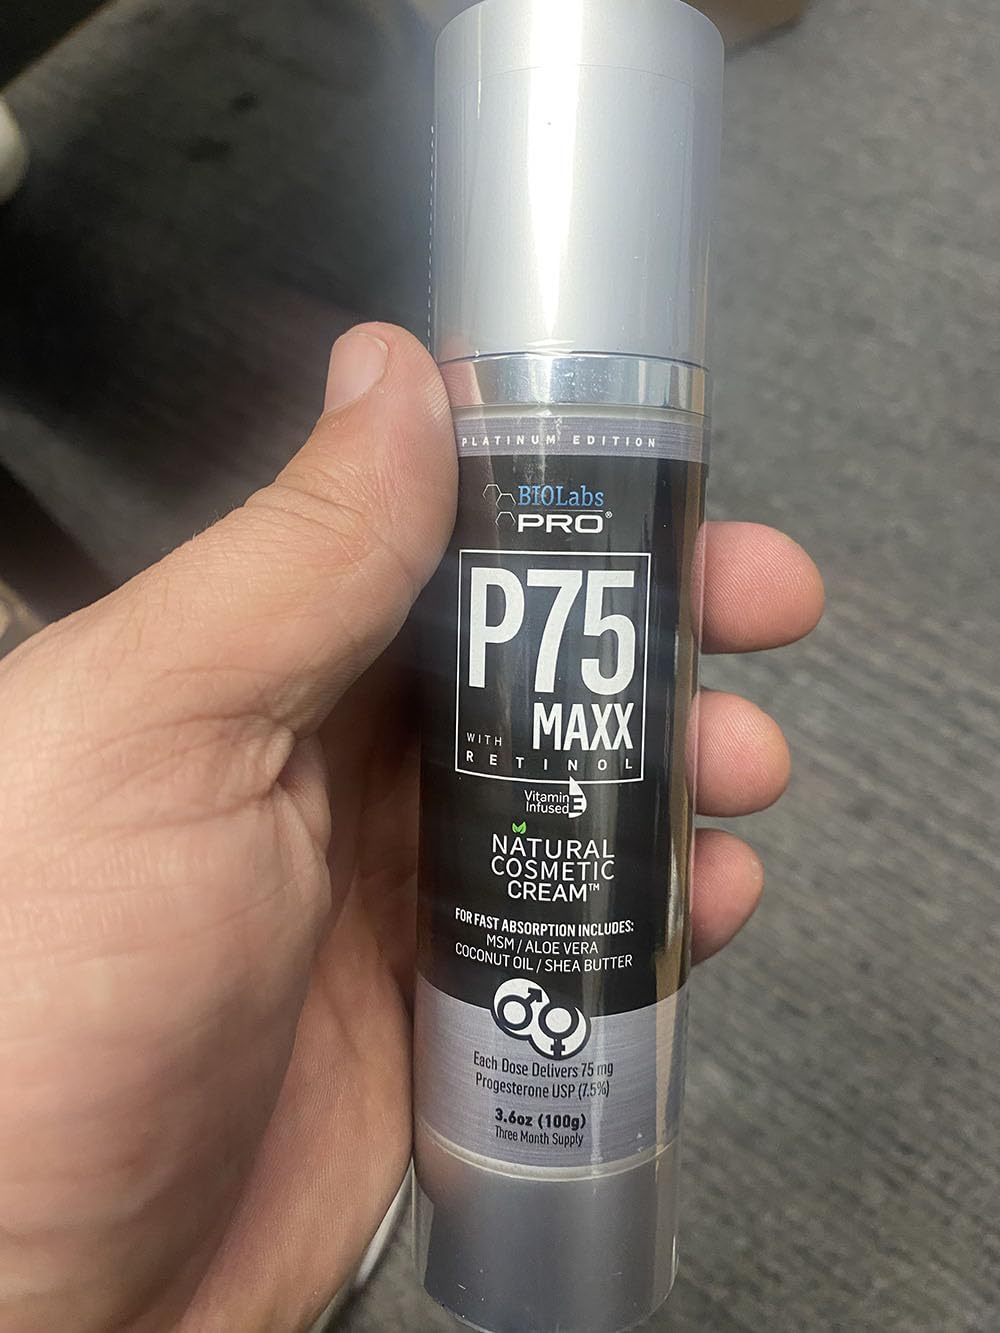 PLATINUM EDITION
BIOLabs
PRO®
P75
MAXX
WITH
RETINOL
Vitamin E
Infused
NATURAL
COSMETIC
CREAM™
FOR FAST ABSORPTION INCLUDES:
MSM / ALOE VERA
COCONUT OIL / SHEA BUTTER
Each Dose Delivers 75 mg
Progesterone USP (7.5%)
3.6oz (100g)
Three Month Supply